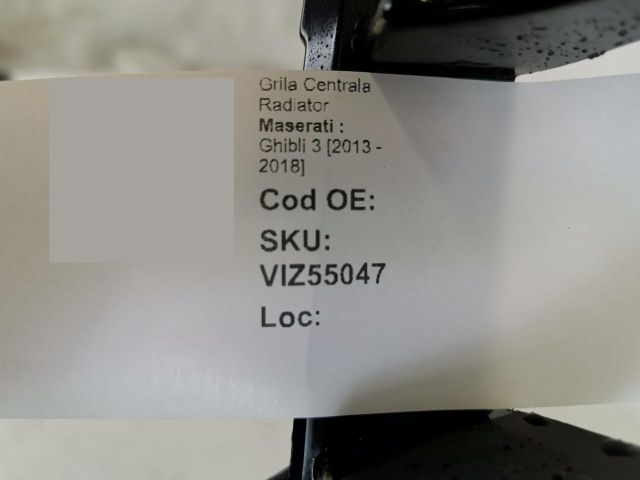 Grila Centrala
Radiator
Maserati :
Ghibli 3 [2013 -
2018]
Cod OE:
SKU:
VIZ55047
Loc: